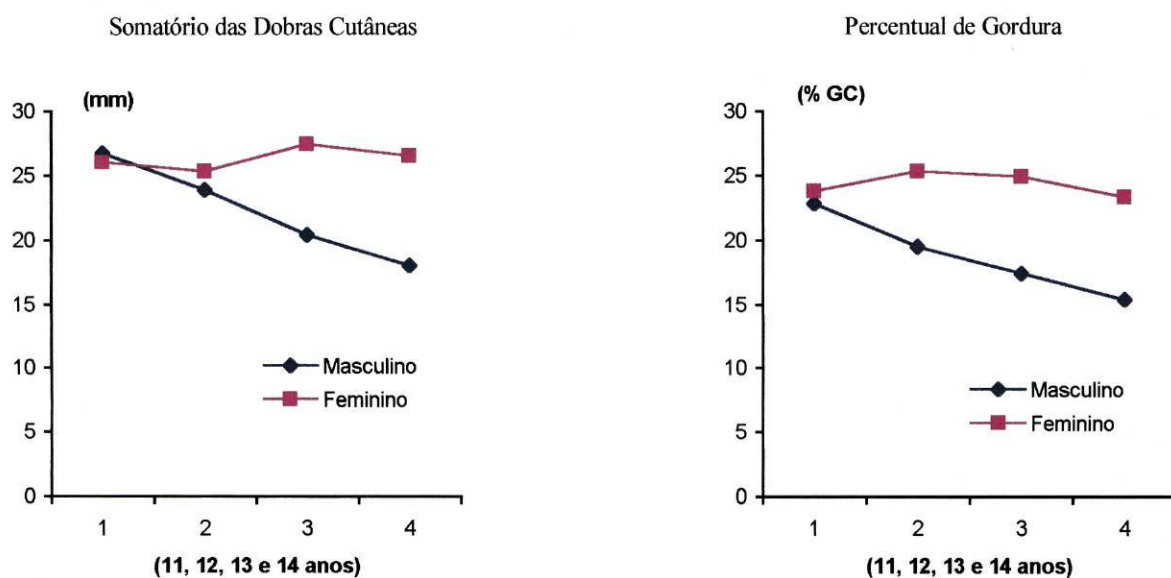 Somatório das Dobras Cutâneas
(mm)
30
25
20
15
10
5
0
Masculino
Feminino
1 2 3 4
(11, 12, 13 e 14 anos)
Percentual de Gordura
(% GC)
30
25
20
15
10
5
0
Masculino
Feminino
1 2 3 4
(11, 12, 13 e 14 anos)